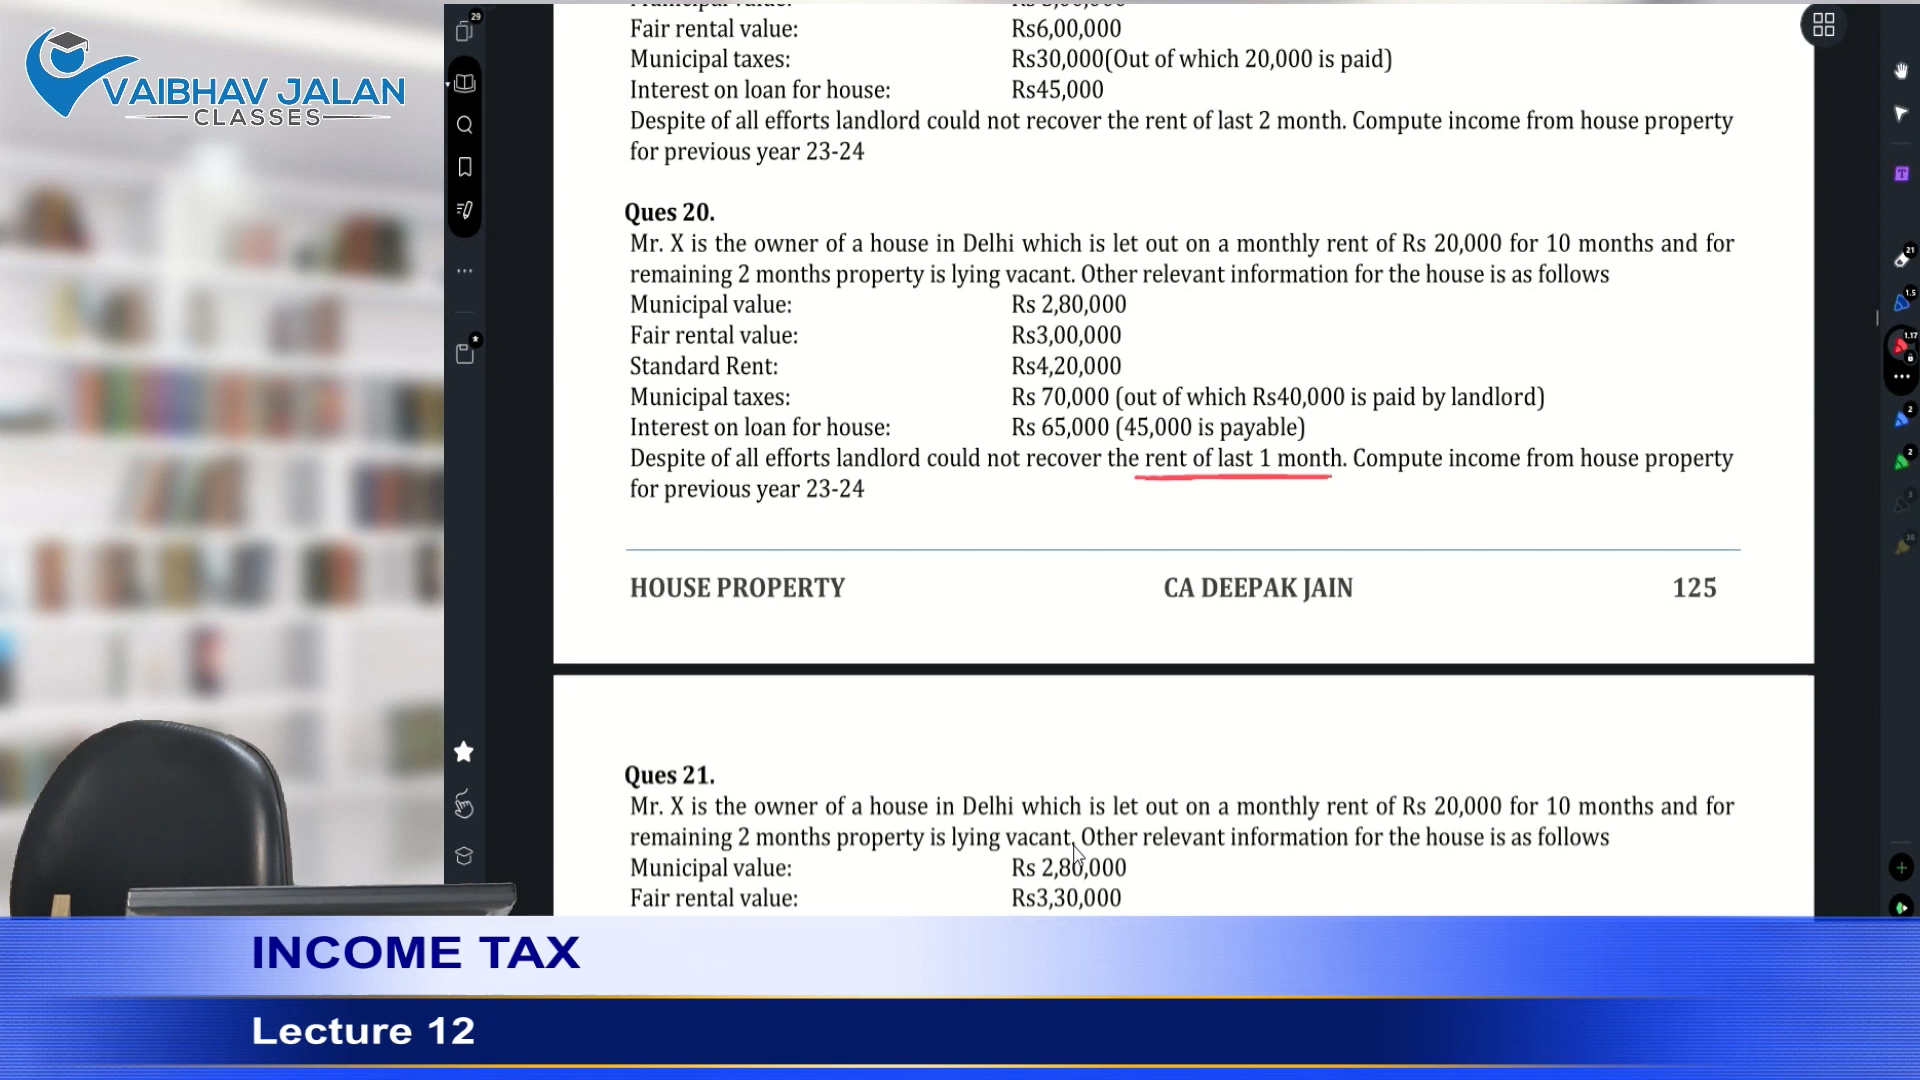 29
VAIBHAV JALAN
CLASSES
Fair rental value: Rs6,00,000
Municipal taxes: Rs30,000(Out of which 20,000 is paid)
Interest on loan for house: Rs45,000
Despite of all efforts landlord could not recover the rent of last 2 month. Compute income from house property
for previous year 23-24
Ques 20.
Mr. X is the owner of a house in Delhi which is let out on a monthly rent of Rs 20,000 for 10 months and for
remaining 2 months property is lying vacant. Other relevant information for the house is as follows
Municipal value: Rs 2,80,000
Fair rental value: Rs3,00,000
Standard Rent: Rs4,20,000
Municipal taxes: Rs 70,000 (out of which Rs40,000 is paid by landlord)
Interest on loan for house: Rs 65,000 (45,000 is payable)
Despite of all efforts landlord could not recover the rent of last 1 month. Compute income from house property
for previous year 23-24
HOUSE PROPERTY CA DEEPAK JAIN 125
Ques 21.
Mr. X is the owner of a house in Delhi which is let out on a monthly rent of Rs 20,000 for 10 months and for
remaining 2 months property is lying vacant. Other relevant information for the house is as follows
Municipal value: Rs 2,80,000
Fair rental value: Rs3,30,000
T
21
1.5
1.17
2
2
3
36
INCOME TAX
Lecture 12